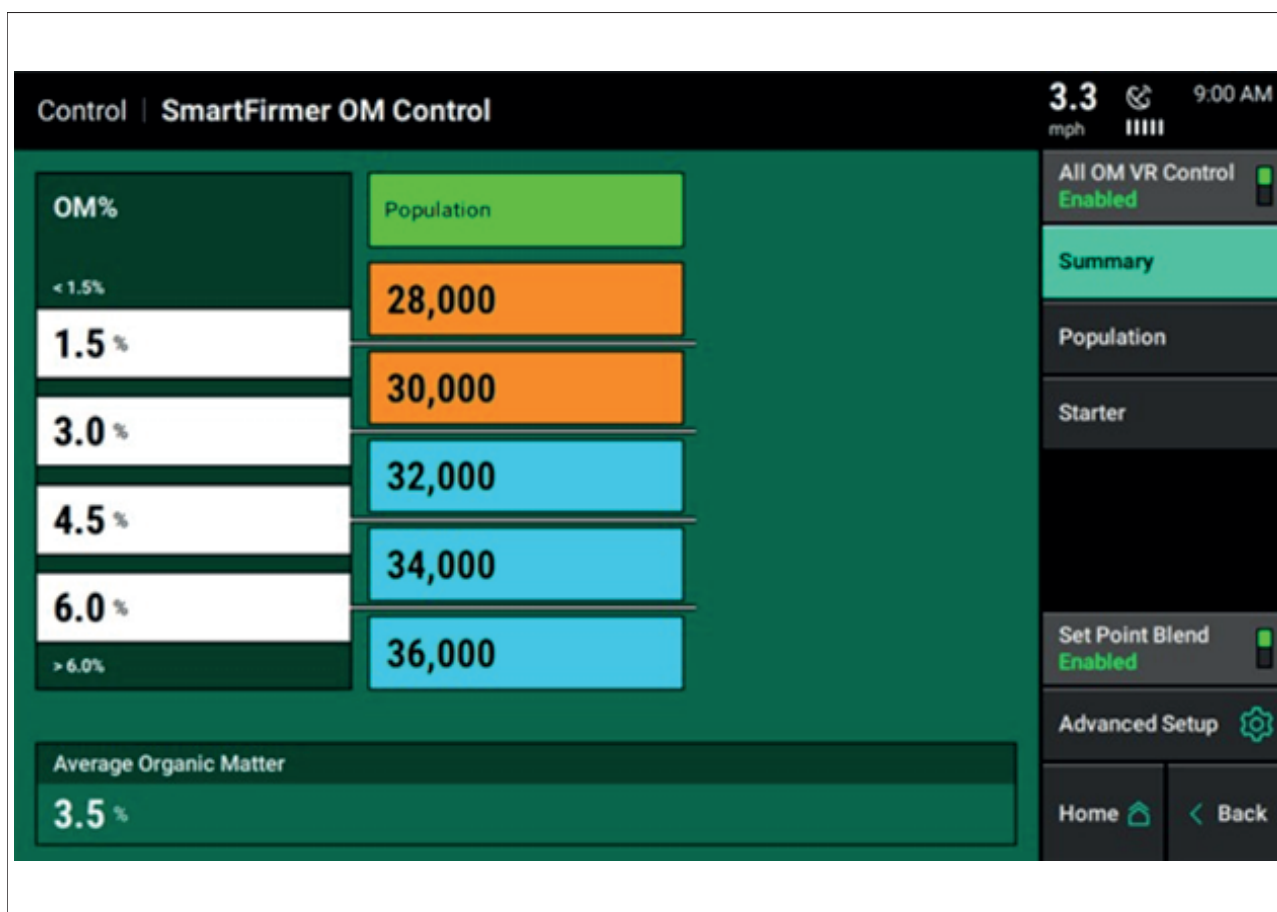 Control | SmartFirmer OM Control
3.3 mph
9:00 AM
OM%
< 1.5%
1.5 %
3.0 %
4.5 %
6.0 %
> 6.0%
Population
28,000
30,000
32,000
34,000
36,000
Average Organic Matter
3.5 %
All OM VR Control
Enabled
Summary
Population
Starter
Set Point Blend
Enabled
Advanced Setup
Home
< Back